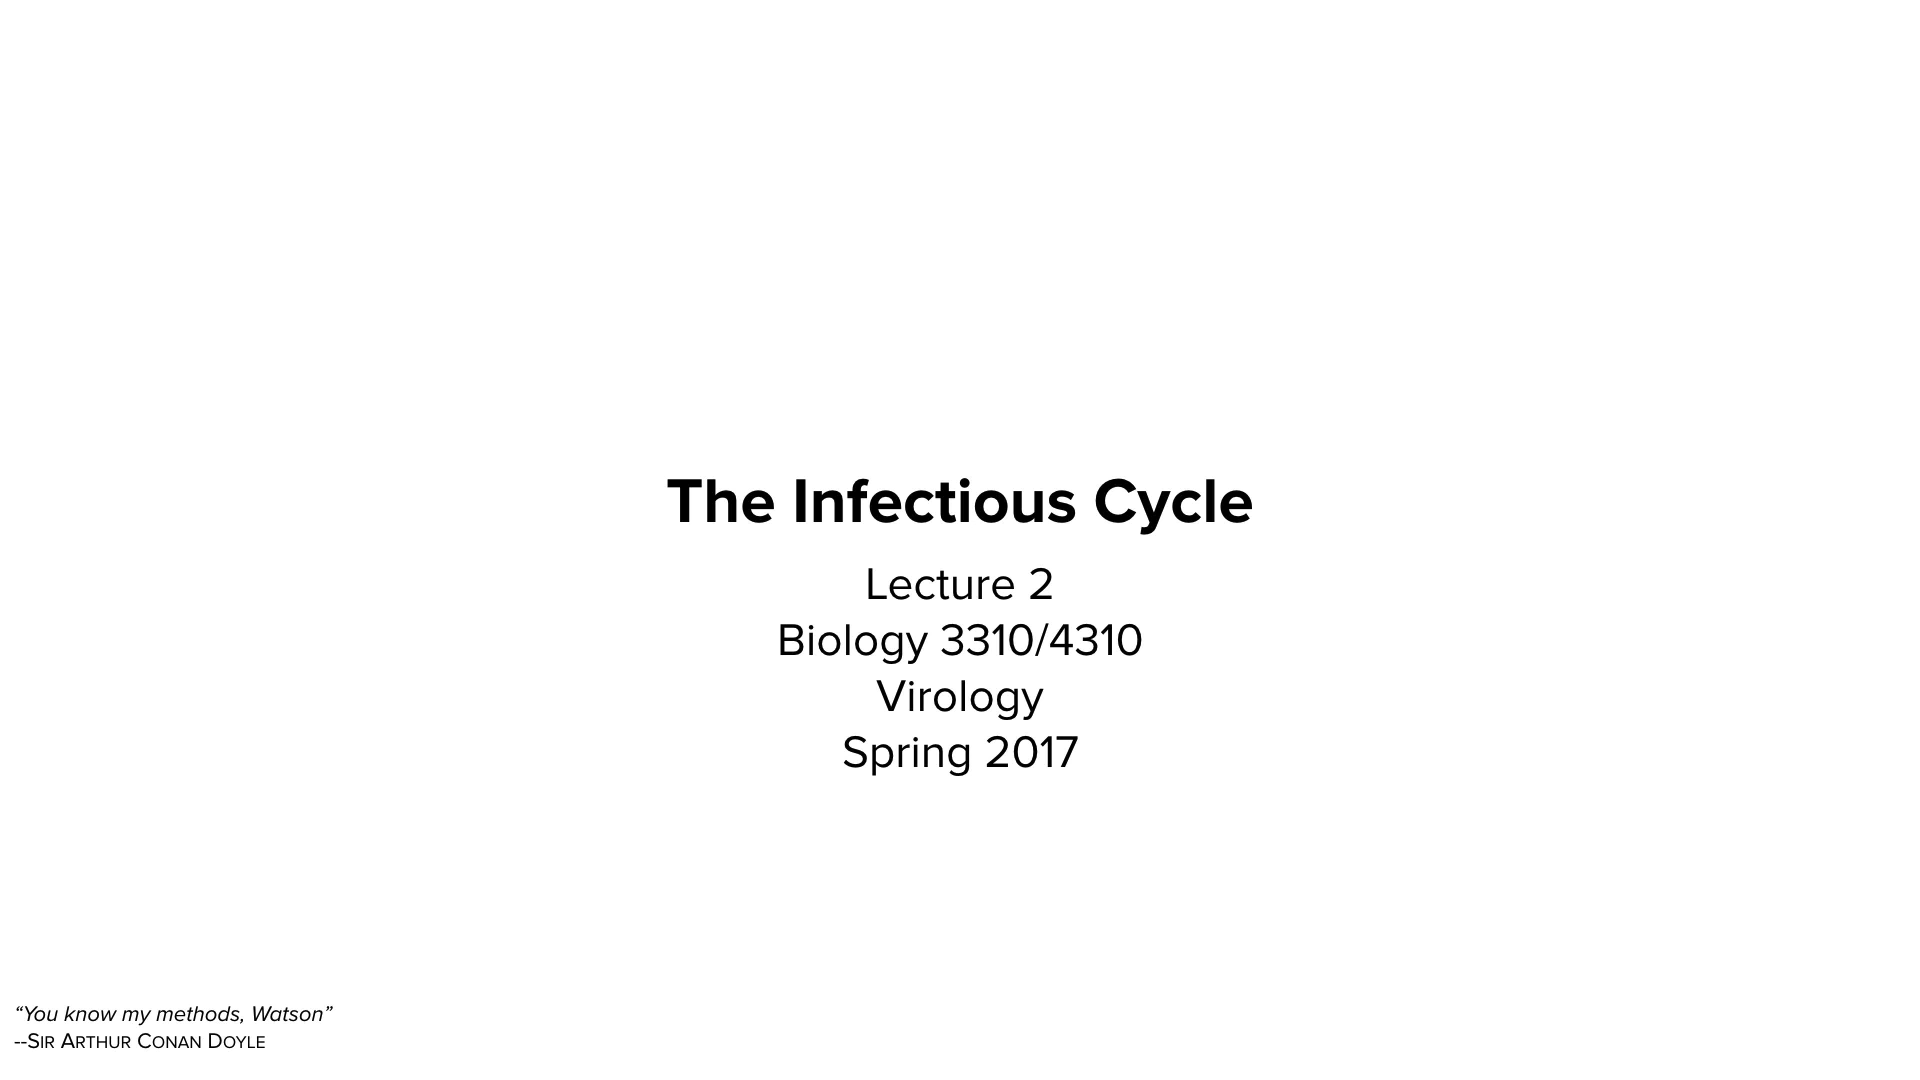 The Infectious Cycle
Lecture 2
Biology 3310/4310
Virology
Spring 2017
“You know my methods, Watson”
--SIR ARTHUR CONAN DOYLE